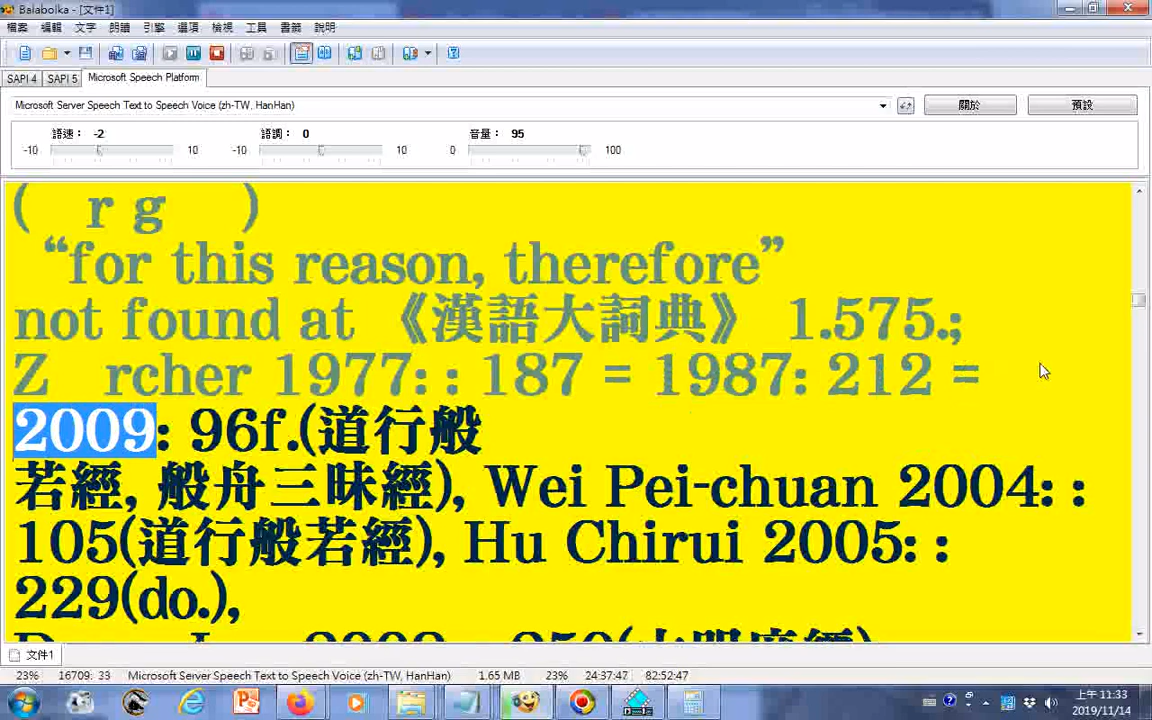 Balabolka - [文件1]
檔案 編輯 文字 朗讀 引擎 選項 檢視 工具 書籤 說明
SAPI 4 SAPI 5 Microsoft Speech Platform
Microsoft Server Speech Text to Speech Voice (zh-TW, HanHan) 關於 預設
語速： -2 語調： 0 音量： 95
-10 10 -10 10 0 100
( r g )
“for this reason, therefore”
not found at 《漢語大詞典》 1.575.;
Z rcher 1977: : 187 = 1987: 212 =
2009: 96f.(道行般
若經, 般舟三昧經), Wei Pei-chuan 2004: :
105(道行般若經), Hu Chirui 2005: :
229(do.),
文件1
23% 16709: 33 Microsoft Server Speech Text to Speech Voice (zh-TW, HanHan) 1.65 MB 23% 24:37:47 82:52:47
上午 11:33
2019/11/14